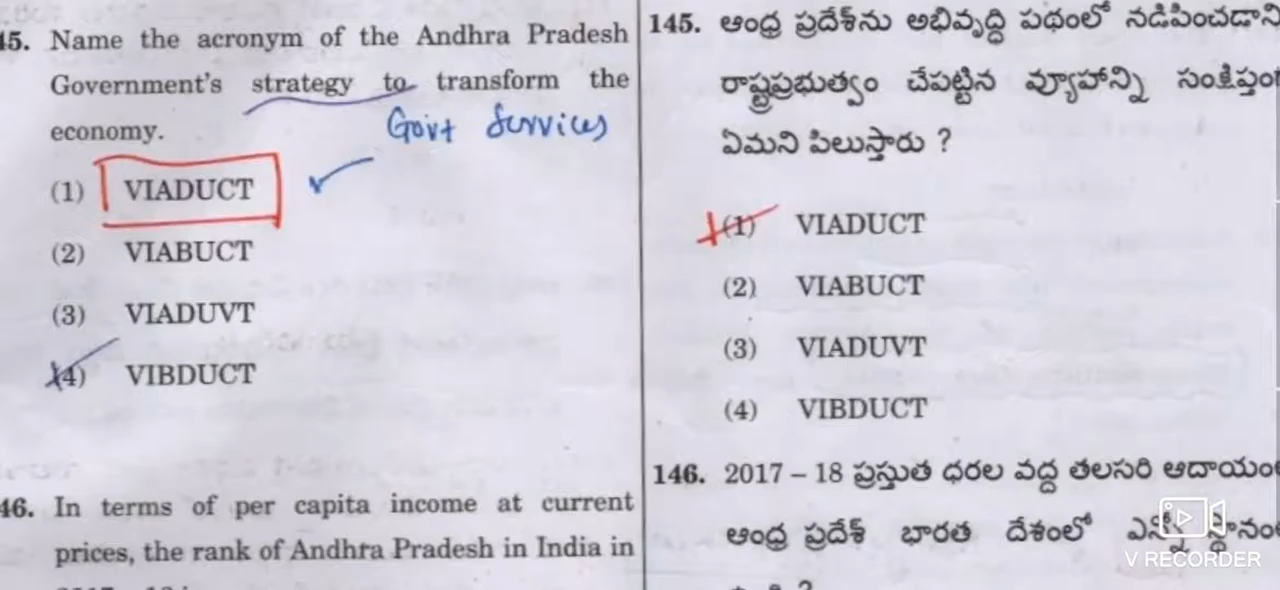 45. Name the acronym of the Andhra Pradesh
Government's strategy to transform the
economy.
Govt Services
(1) VIADUCT
(2) VIABUCT
(3) VIADUVT
(4) VIBDUCT
46. In terms of per capita income at current
prices, the rank of Andhra Pradesh in India in
145. ఆంధ్ర ప్రదేశ్‌ను అభివృద్ధి పథంలో నడిపించడాని
రాష్ట్రప్రభుత్వం చేపట్టిన వ్యూహాన్ని సంక్షిప్తం
ఏమని పిలుస్తారు ?
(1) VIADUCT
(2) VIABUCT
(3) VIADUVT
(4) VIBDUCT
146. 2017 – 18 ప్రస్తుత ధరల వద్ద తలసరి ఆదాయం
ఆంధ్ర ప్రదేశ్ భారత దేశంలో
V RECORDER